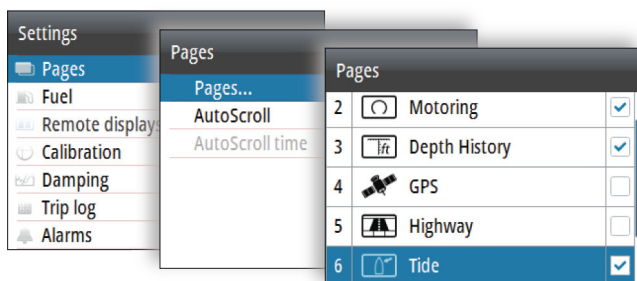 Settings
Pages
Fuel
Remote displays
Calibration
Damping
Trip log
Alarms
Pages
Pages...
AutoScroll
AutoScroll time
Pages
2 Motoring
3 ft Depth History
4 GPS
5 Highway
6 Tide